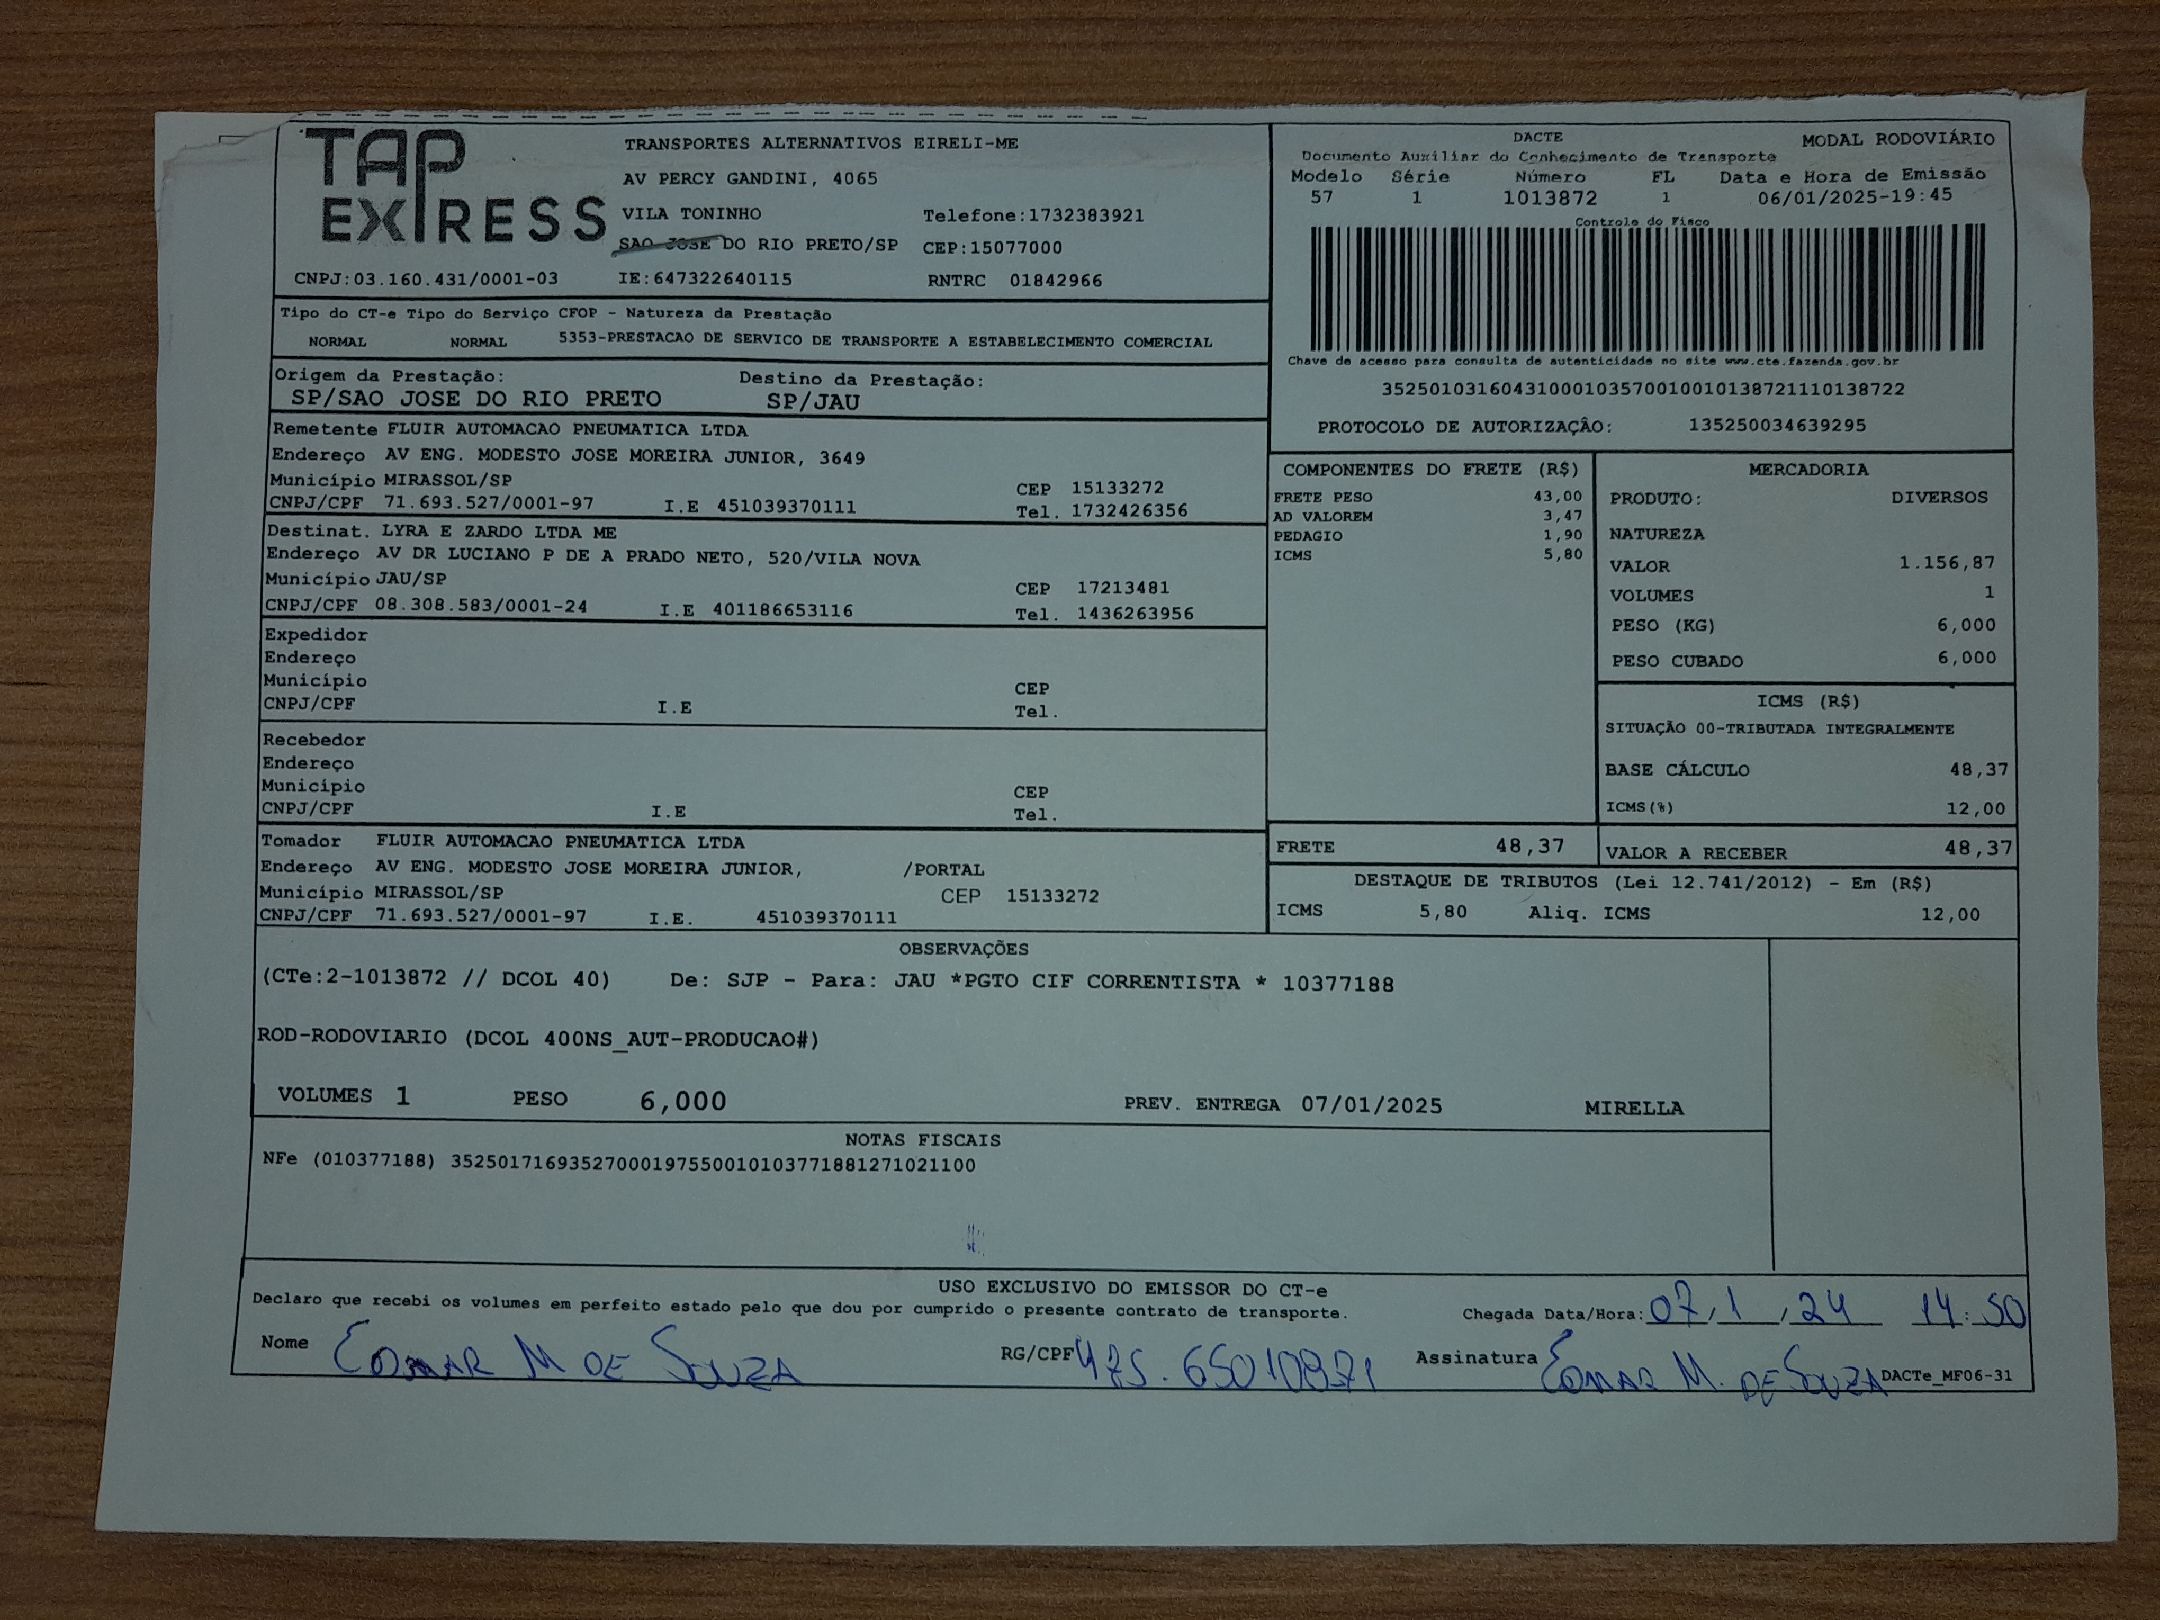 TAP EXPRESS
TRANSPORTES ALTERNATIVOS EIRELI-ME
AV PERCY GANDINI, 4065
VILA TONINHO Telefone:1732383921
SAO JOSE DO RIO PRETO/SP CEP:15077000
CNPJ:03.160.431/0001-03 IE:647322640115 RNTRC 01842966
DACTE MODAL RODOVIÁRIO
Documento Auxiliar do Conhecimento de Transporte
Modelo Série Número FL Data e Hora de Emissão
57 1 1013872 1 06/01/2025-19:45
Controle do Fisco
Chave de acesso para consulta de autenticidade no site www.cte.fazenda.gov.br
35250103160431000103570010010138721110138722
PROTOCOLO DE AUTORIZAÇÃO: 135250034639295
Tipo do CT-e Tipo do Serviço CFOP - Natureza da Prestação
NORMAL NORMAL 5353-PRESTACAO DE SERVICO DE TRANSPORTE A ESTABELECIMENTO COMERCIAL
Origem da Prestação: Destino da Prestação:
SP/SAO JOSE DO RIO PRETO SP/JAU
Remetente FLUIR AUTOMACAO PNEUMATICA LTDA
Endereço AV ENG. MODESTO JOSE MOREIRA JUNIOR, 3649
Município MIRASSOL/SP CEP 15133272
CNPJ/CPF 71.693.527/0001-97 I.E 451039370111 Tel. 1732426356
Destinat. LYRA E ZARDO LTDA ME
Endereço AV DR LUCIANO P DE A PRADO NETO, 520/VILA NOVA
Município JAU/SP CEP 17213481
CNPJ/CPF 08.308.583/0001-24 I.E 401186653116 Tel. 1436263956
Expedidor
Endereço
Município CEP
CNPJ/CPF I.E Tel.
Recebedor
Endereço
Município CEP
CNPJ/CPF I.E Tel.
Tomador FLUIR AUTOMACAO PNEUMATICA LTDA
Endereço AV ENG. MODESTO JOSE MOREIRA JUNIOR, /PORTAL
Município MIRASSOL/SP CEP 15133272
CNPJ/CPF 71.693.527/0001-97 I.E. 451039370111
COMPONENTES DO FRETE (R$)
FRETE PESO 43,00
AD VALOREM 3,47
PEDAGIO 1,90
ICMS 5,80
FRETE 48,37
MERCADORIA
PRODUTO: DIVERSOS
NATUREZA
VALOR 1.156,87
VOLUMES 1
PESO (KG) 6,000
PESO CUBADO 6,000
ICMS (R$)
SITUAÇÃO 00-TRIBUTADA INTEGRALMENTE
BASE CÁLCULO 48,37
ICMS(%) 12,00
VALOR A RECEBER 48,37
DESTAQUE DE TRIBUTOS (Lei 12.741/2012) - Em (R$)
ICMS 5,80 Aliq. ICMS 12,00
OBSERVAÇÕES
(CTe:2-1013872 // DCOL 40) De: SJP - Para: JAU *PGTO CIF CORRENTISTA * 10377188
ROD-RODOVIARIO (DCOL 400NS_AUT-PRODUCAO#)
VOLUMES 1 PESO 6,000 PREV. ENTREGA 07/01/2025 MIRELLA
NOTAS FISCAIS
NFe (010377188) 35250171693527000197550010103771881271021100
USO EXCLUSIVO DO EMISSOR DO CT-e
Declaro que recebi os volumes em perfeito estado pelo que dou por cumprido o presente contrato de transporte. Chegada Data/Hora: 07/1/24 14:50
Nome EDMAR M DE SOUZA RG/CPF Assinatura EDMAR M. DE SOUZA DACTe_MF06-31